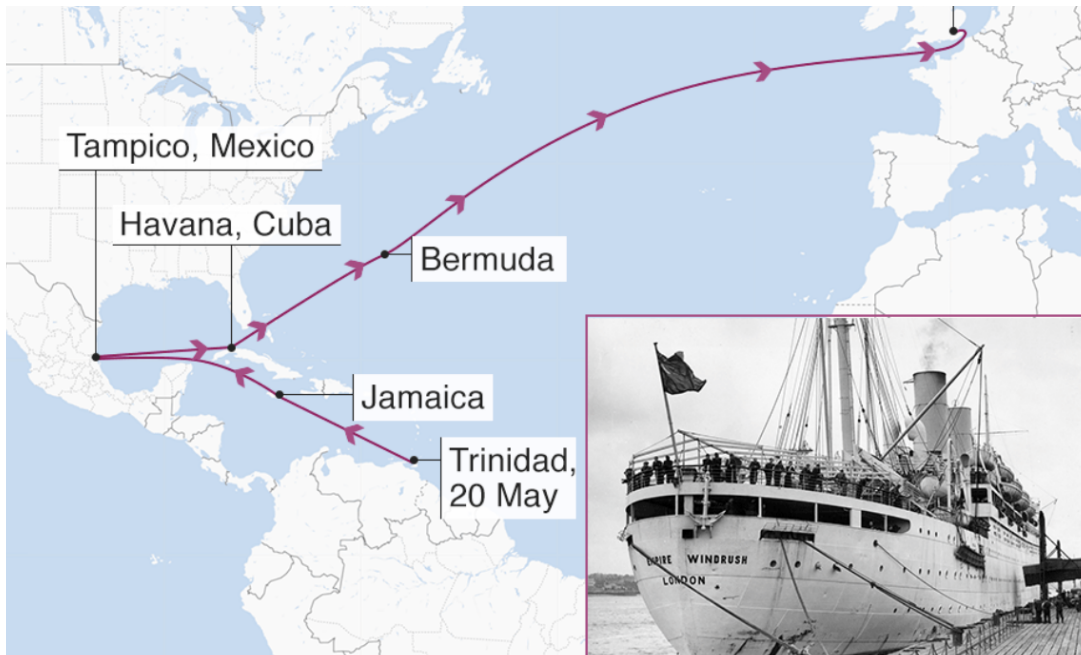 Tampico, Mexico
Havana, Cuba
Bermuda
Jamaica
Trinidad,
20 May
EMPIRE WINDRUSH
LONDON